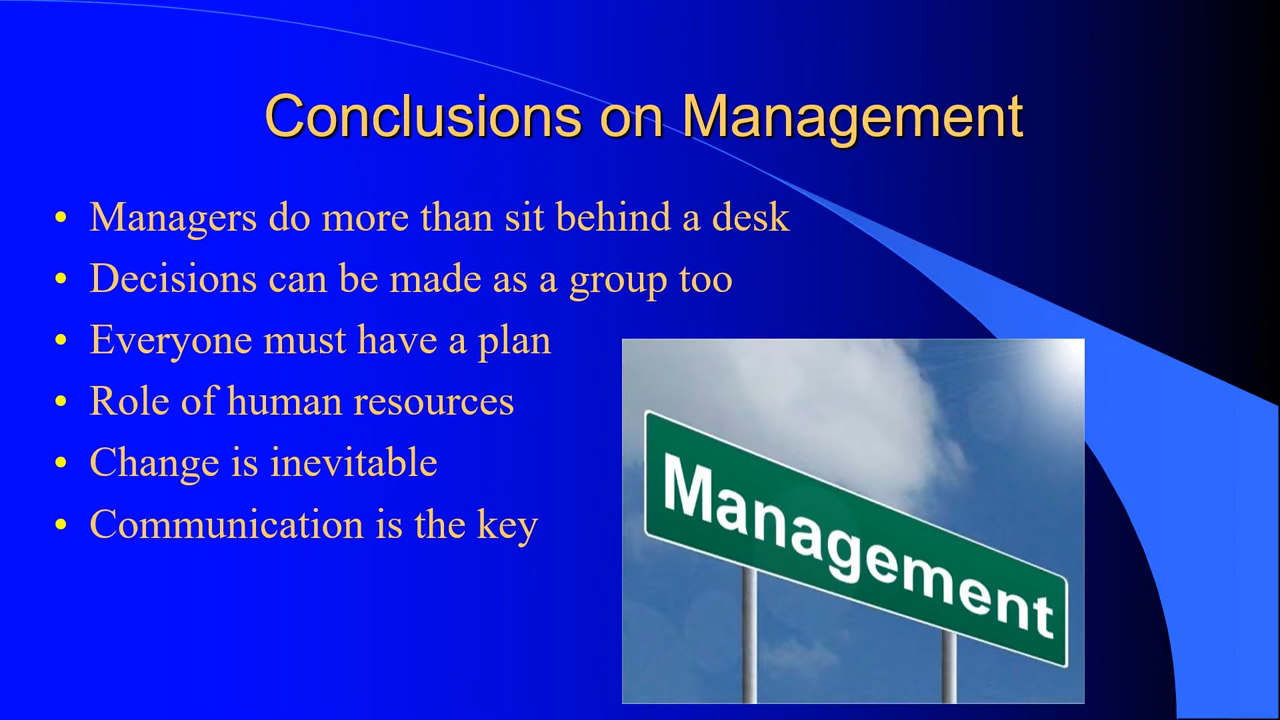 Conclusions on Management
• Managers do more than sit behind a desk
• Decisions can be made as a group too
• Everyone must have a plan
• Role of human resources
• Change is inevitable
• Communication is the key
Management